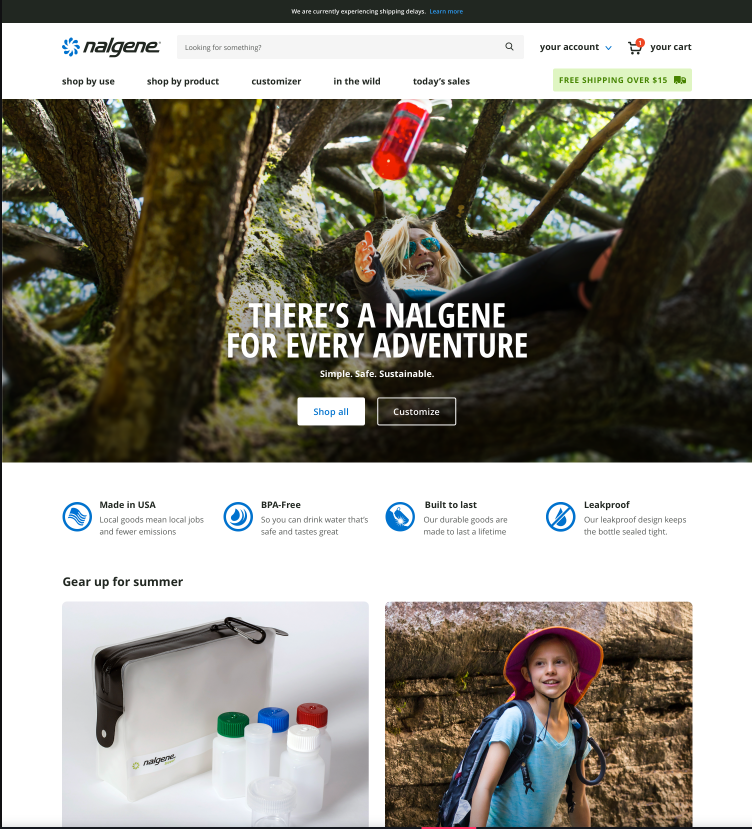 We are currently experiencing shipping delays. Learn more
nalgene
Looking for something?
your account
1
your cart
shop by use
shop by product
customizer
in the wild
today's sales
FREE SHIPPING OVER $15
THERE'S A NALGENE
FOR EVERY ADVENTURE
Simple. Safe. Sustainable.
Shop all
Customize
Made in USA
Local goods mean local jobs
and fewer emissions
BPA-Free
So you can drink water that's
safe and tastes great
Built to last
Our durable goods are
made to last a lifetime
Leakproof
Our leakproof design keeps
the bottle sealed tight.
Gear up for summer
nalgene